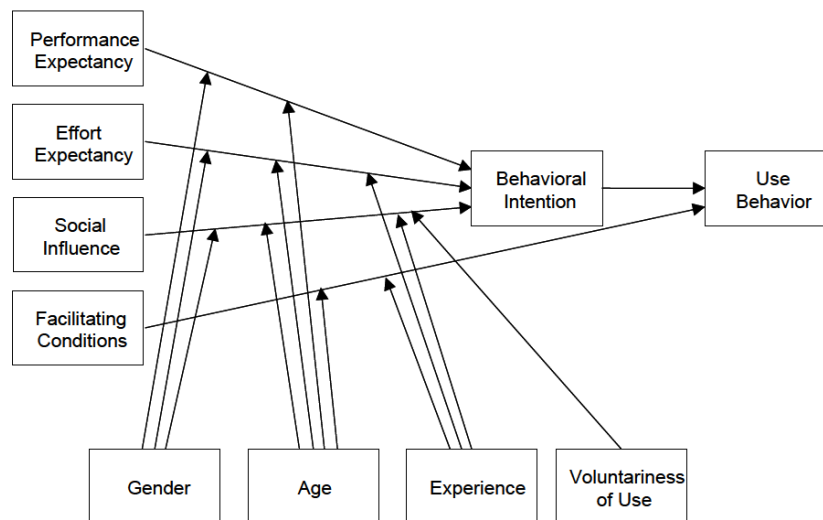 Performance
Expectancy
Effort
Expectancy
Social
Influence
Facilitating
Conditions
Behavioral
Intention
Use
Behavior
Gender
Age
Experience
Voluntariness
of Use